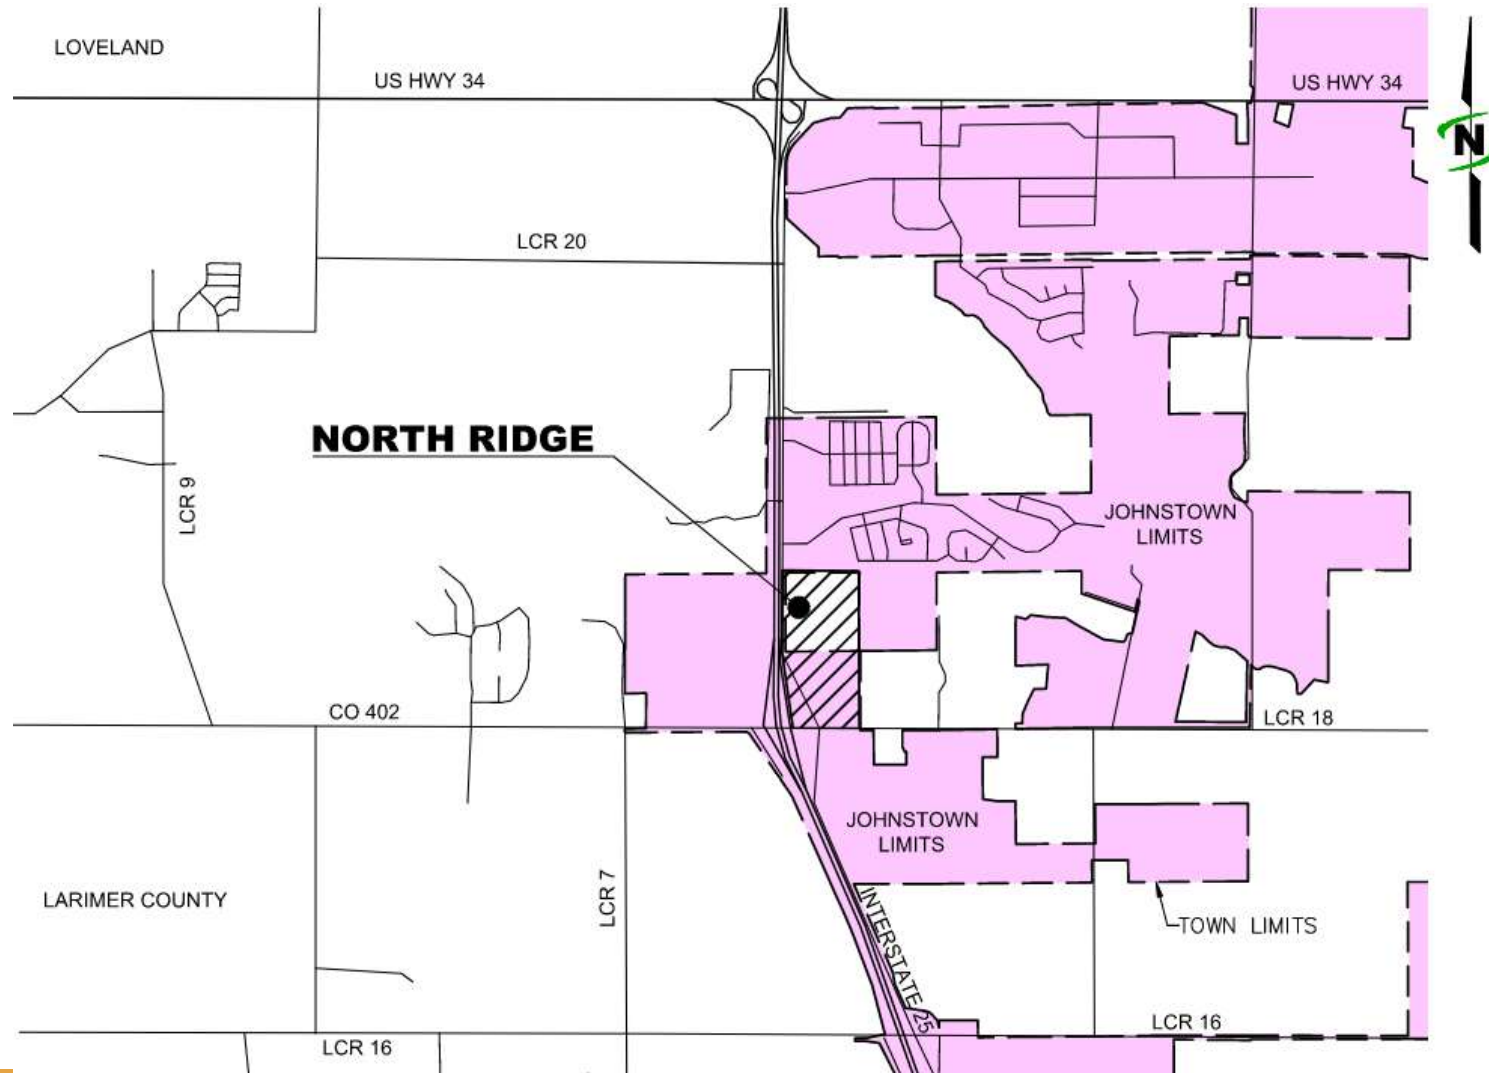 LOVELAND
US HWY 34
US HWY 34
N
LCR 20
NORTH RIDGE
LCR 9
JOHNSTOWN
LIMITS
CO 402
LCR 18
JOHNSTOWN
LIMITS
LARIMER COUNTY
LCR 7
INTERSTATE 25
TOWN LIMITS
LCR 16
LCR 16